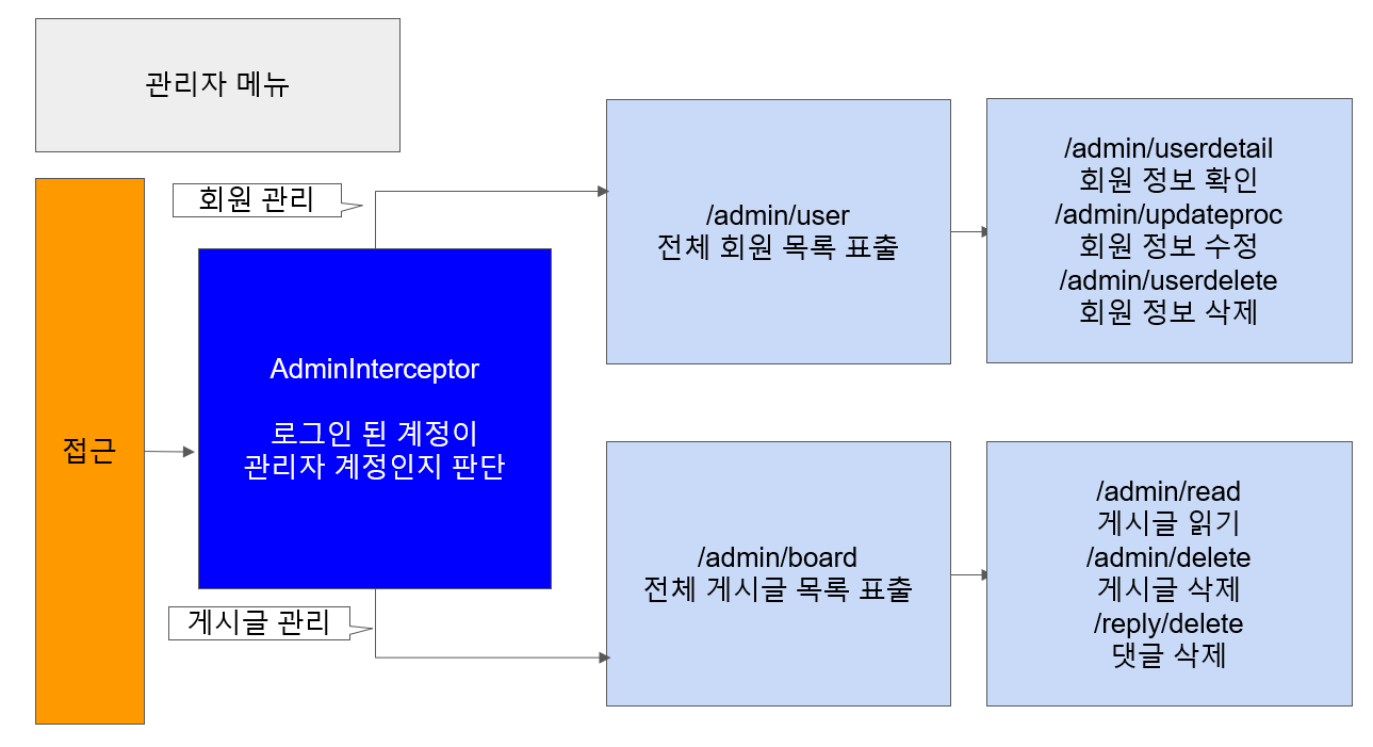 관리자 메뉴
접근
회원 관리
AdminInterceptor
로그인 된 계정이
관리자 계정인지 판단
게시글 관리
/admin/user
전체 회원 목록 표출
/admin/userdetail
회원 정보 확인
/admin/updateproc
회원 정보 수정
/admin/userdelete
회원 정보 삭제
/admin/board
전체 게시글 목록 표출
/admin/read
게시글 읽기
/admin/delete
게시글 삭제
/reply/delete
댓글 삭제